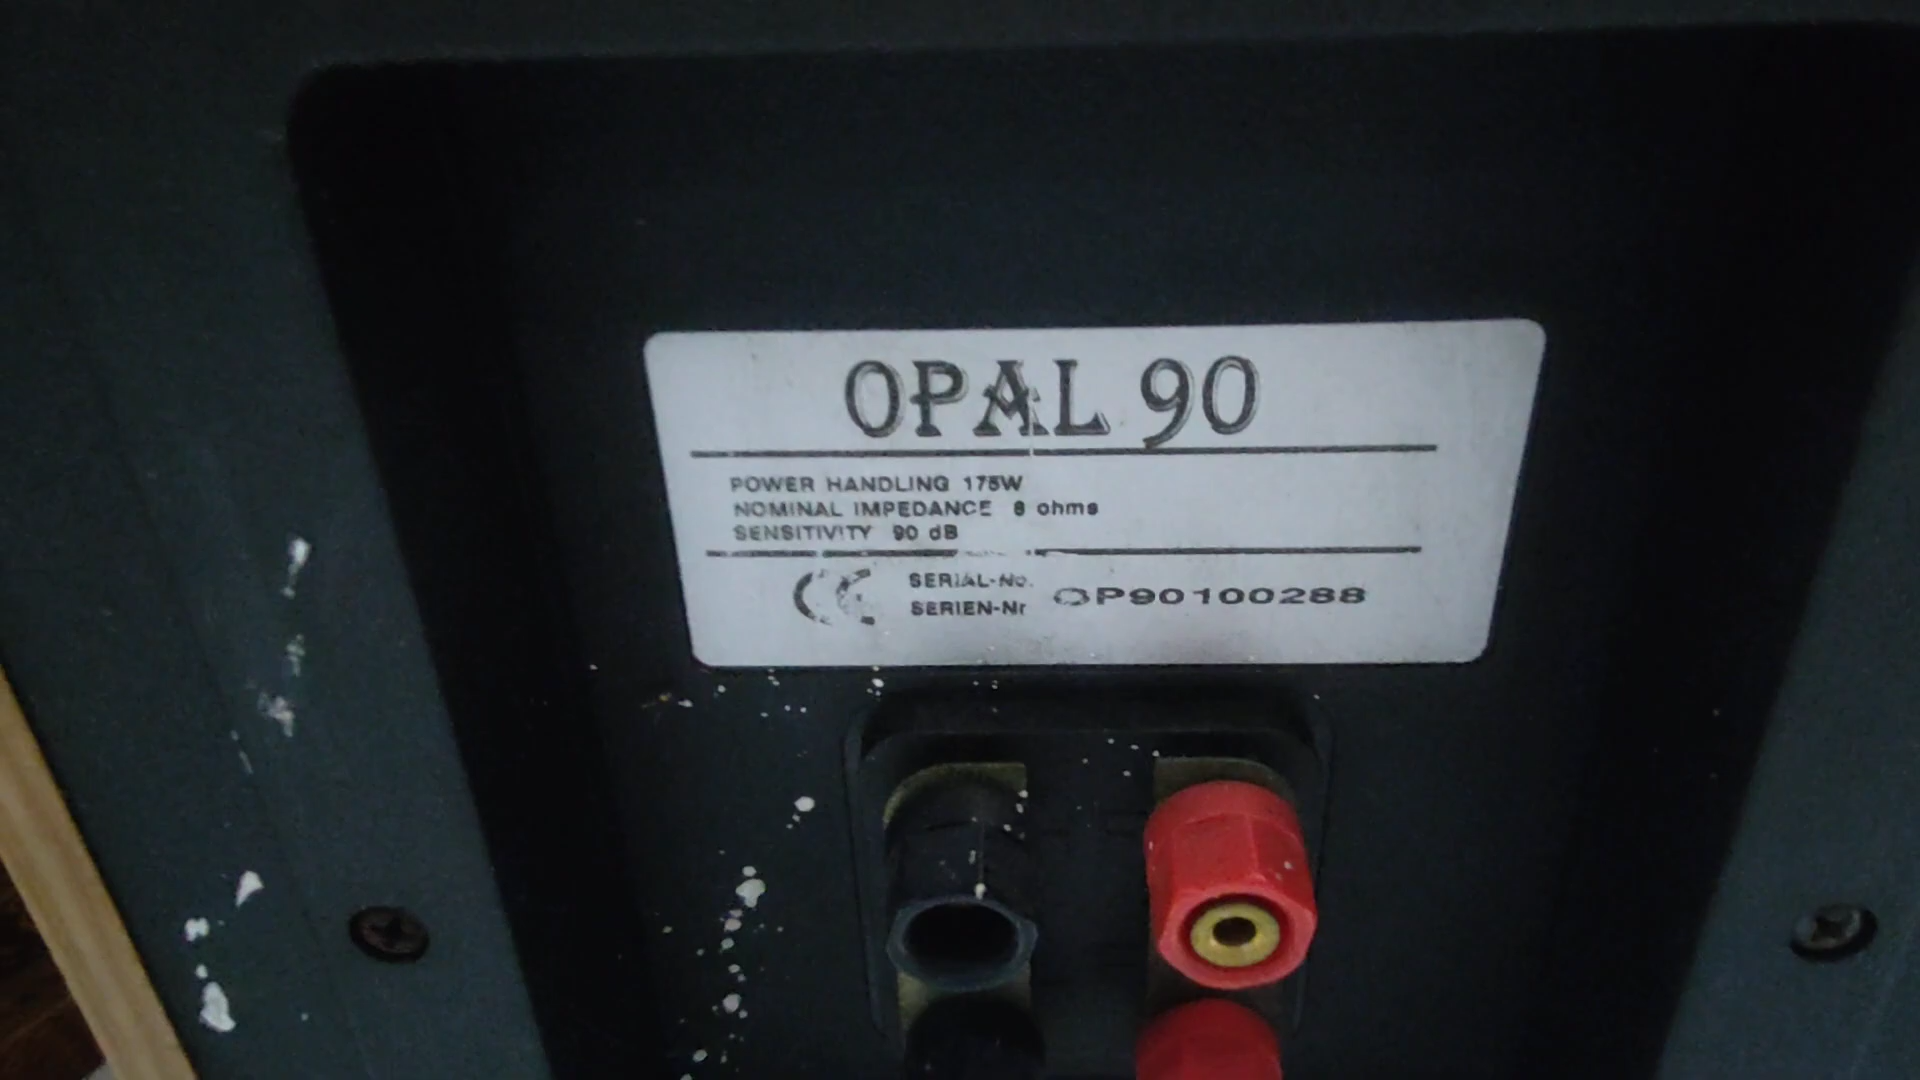 OPAL 90
POWER HANDLING 175W
NOMINAL IMPEDANCE 8 ohms
SENSITIVITY 90 dB
CE SERIAL-No.
SERIEN-Nr OP90100288